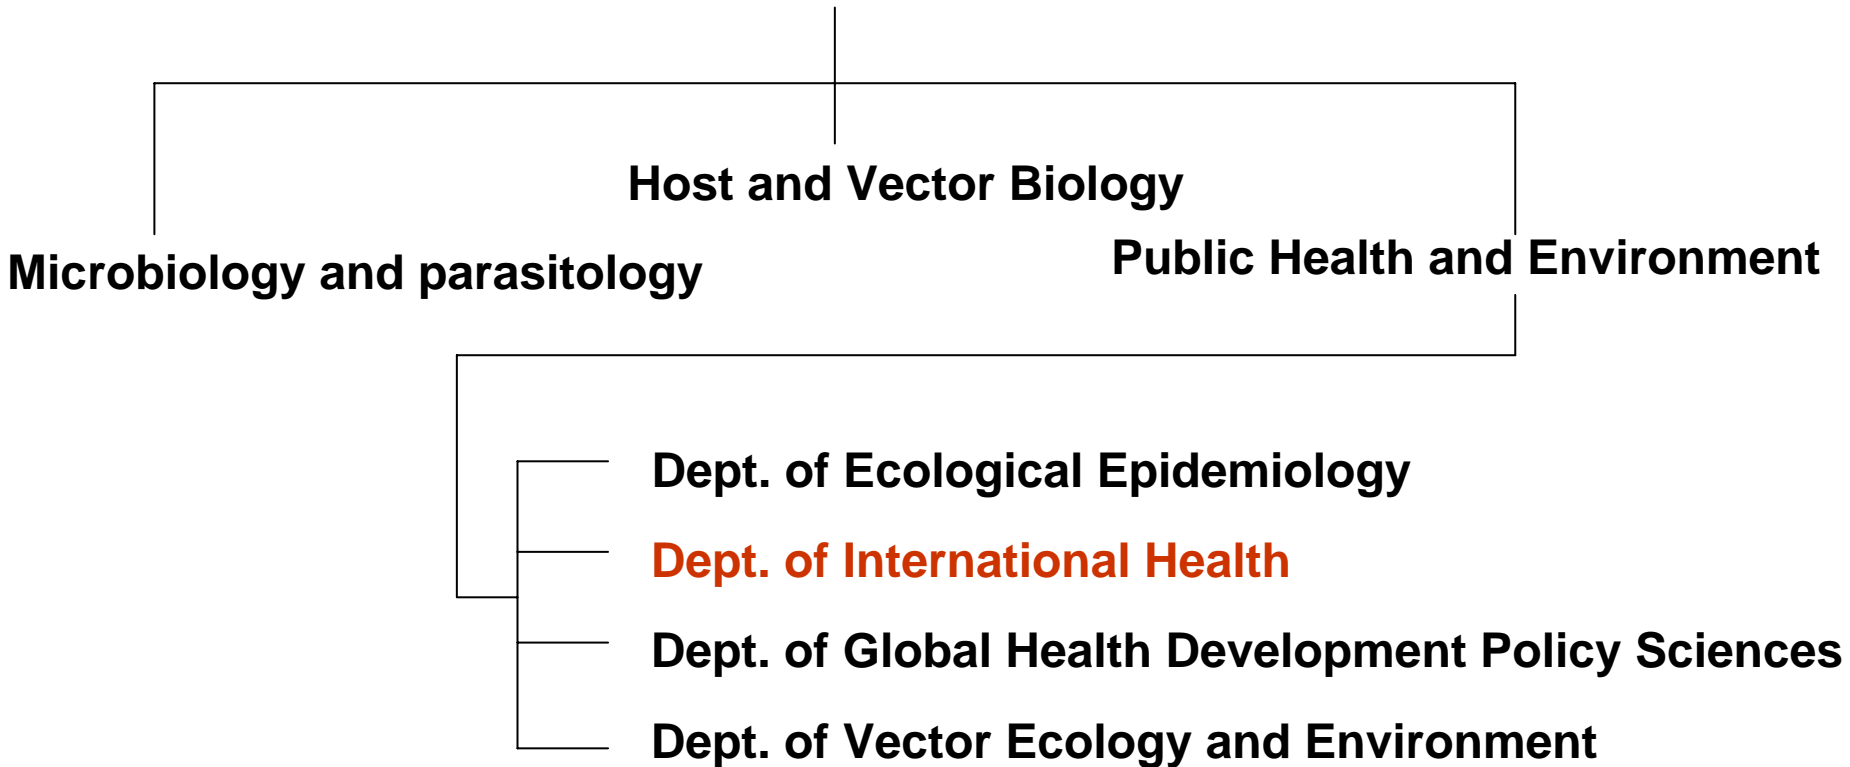 Host and Vector Biology
Microbiology and parasitology
Public Health and Environment
Dept. of Ecological Epidemiology
Dept. of International Health
Dept. of Global Health Development Policy Sciences
Dept. of Vector Ecology and Environment